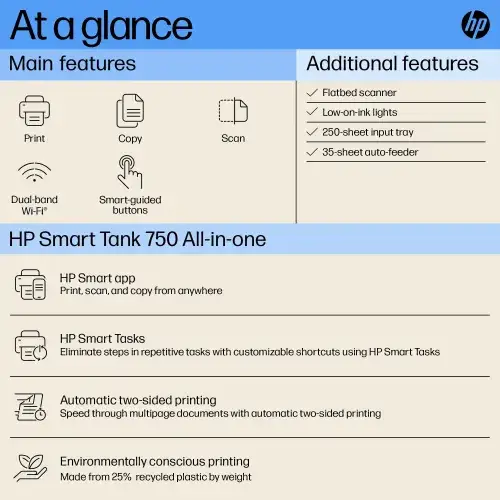 At a glance
hp
Main features
Print
Copy
Scan
Dual-band
Wi-Fi®
Smart-guided
buttons
Additional features
Flatbed scanner
Low-on-ink lights
250-sheet input tray
35-sheet auto-feeder
HP Smart Tank 750 All-in-one
HP Smart app
Print, scan, and copy from anywhere
HP Smart Tasks
Eliminate steps in repetitive tasks with customizable shortcuts using HP Smart Tasks
Automatic two-sided printing
Speed through multipage documents with automatic two-sided printing
Environmentally conscious printing
Made from 25% recycled plastic by weight